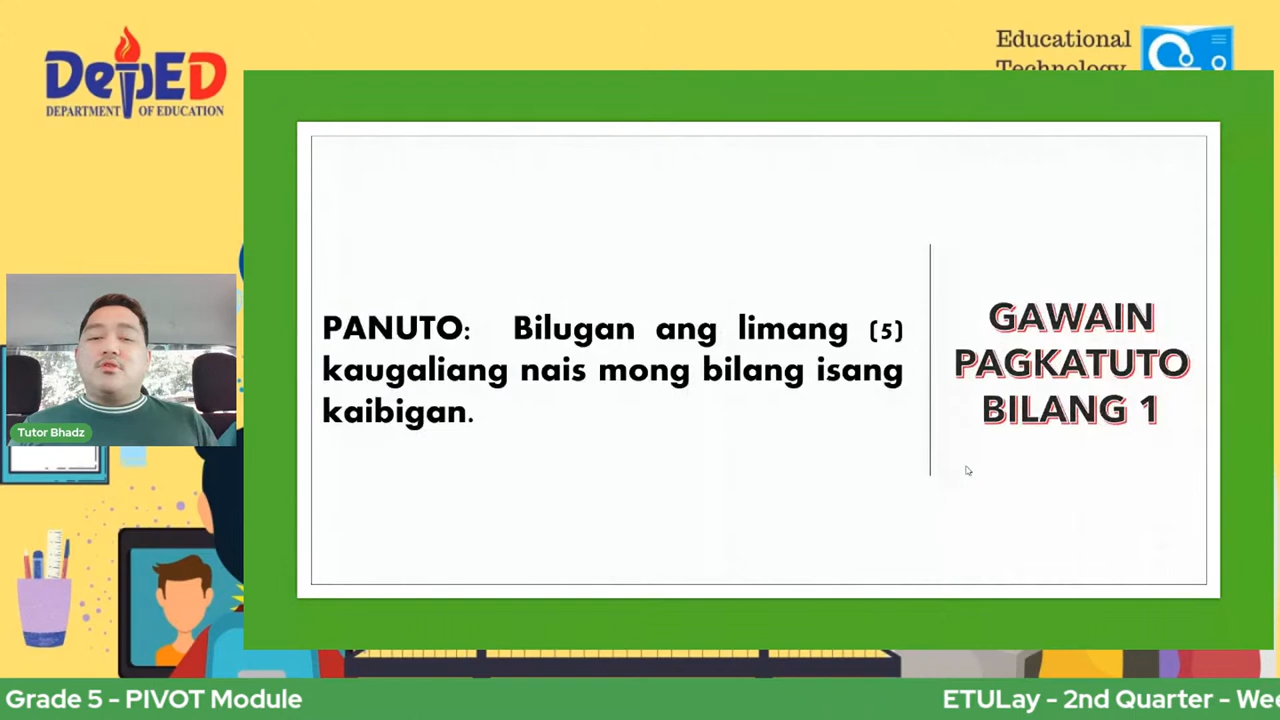 DepED
DEPARTMENT OF EDUCATION
Educational
Technology
PANUTO: Bilugan ang limang (5)
kaugaliang nais mong bilang isang
kaibigan.
GAWAIN
PAGKATUTO
BILANG 1
Tutor Bhadz
Grade 5 - PIVOT Module
ETULay - 2nd Quarter -